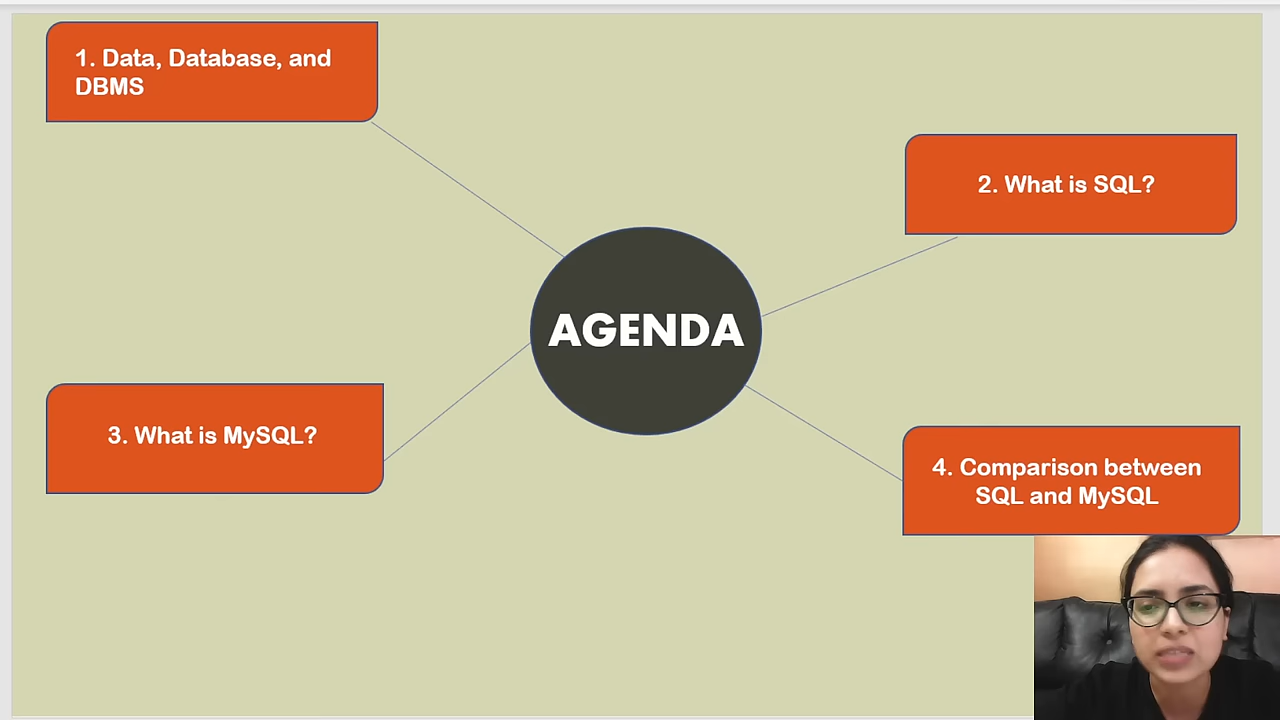 1. Data, Database, and
DBMS
2. What is SQL?
AGENDA
3. What is MySQL?
4. Comparison between
SQL and MySQL